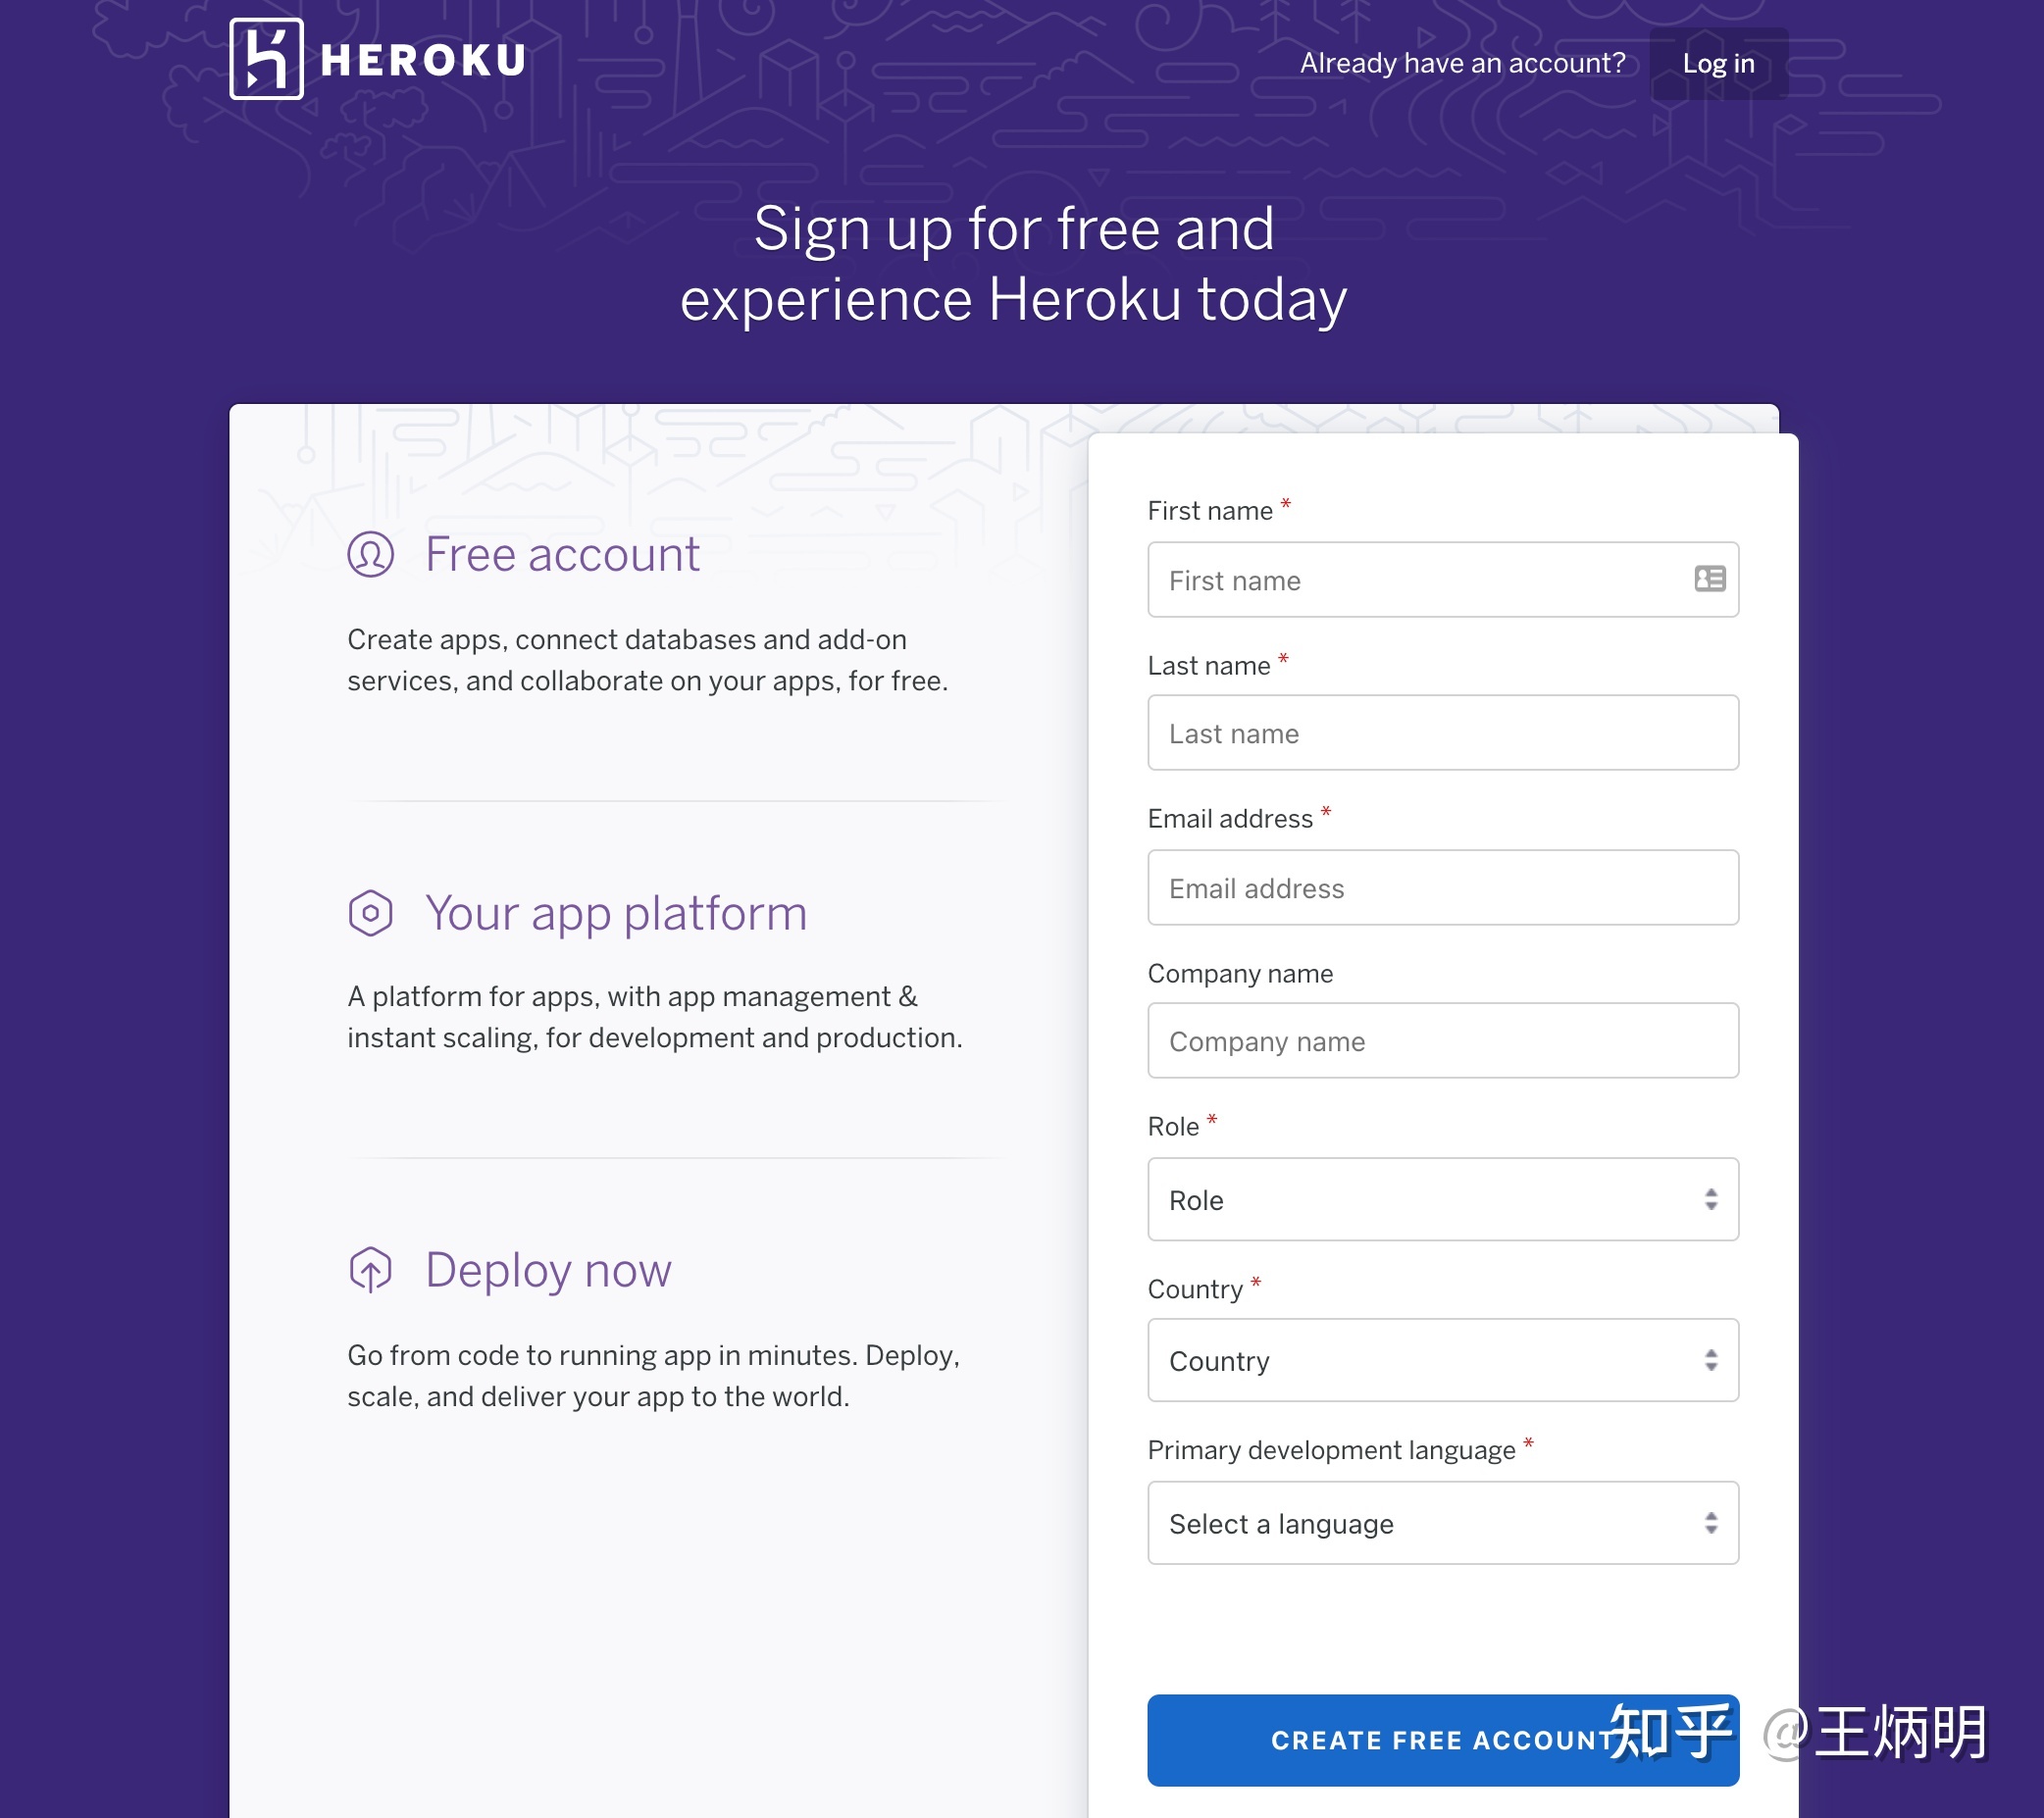 HEROKU
Already have an account?
Log in
Sign up for free and
experience Heroku today
Free account
Create apps, connect databases and add-on
services, and collaborate on your apps, for free.
Your app platform
A platform for apps, with app management &
instant scaling, for development and production.
Deploy now
Go from code to running app in minutes. Deploy,
scale, and deliver your app to the world.
First name *
First name
Last name *
Last name
Email address *
Email address
Company name
Company name
Role *
Role
Country *
Country
Primary development language *
Select a language
CREATE FREE ACCOUNT
知乎 @王炳明